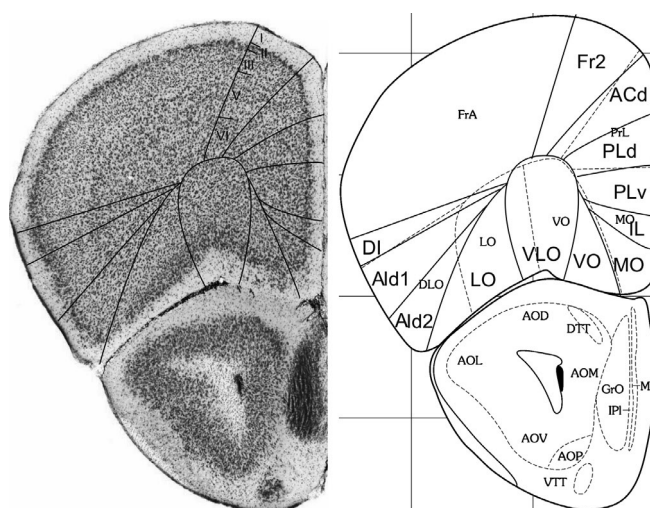 I
II
III
V
VI
Fr2
ACd
FrA
PrL
PLd
PLv
VO
MO
IL
DI
LO
AId1
DLO
LO
VLO
VO
MO
AId2
AOD
DTT
AOL
AOM
GrO
M
IPl
AOV
AOP
VTT